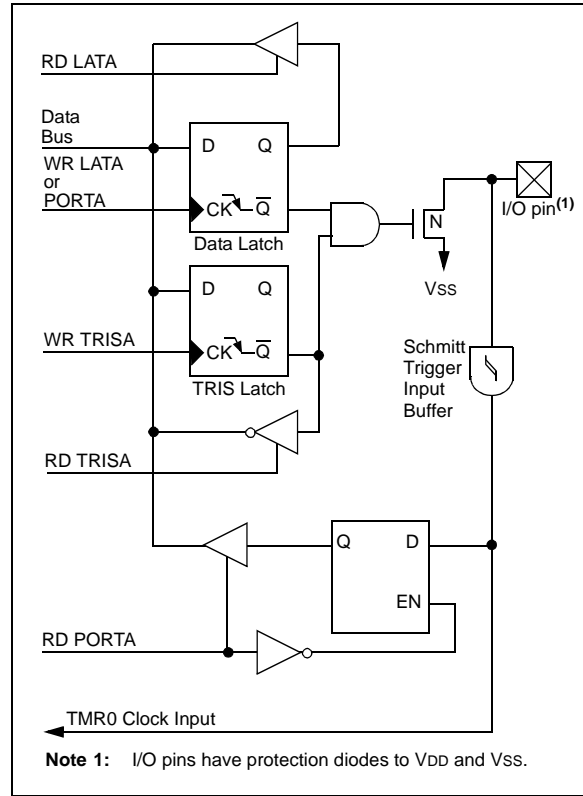 RD LATA
Data
Bus
WR LATA
or
PORTA
D Q
CK Q
Data Latch
N
I/O pin(1)
VSS
D Q
WR TRISA
CK Q
TRIS Latch
Schmitt
Trigger
Input
Buffer
RD TRISA
Q D
EN
RD PORTA
TMR0 Clock Input
Note 1: I/O pins have protection diodes to VDD and VSS.